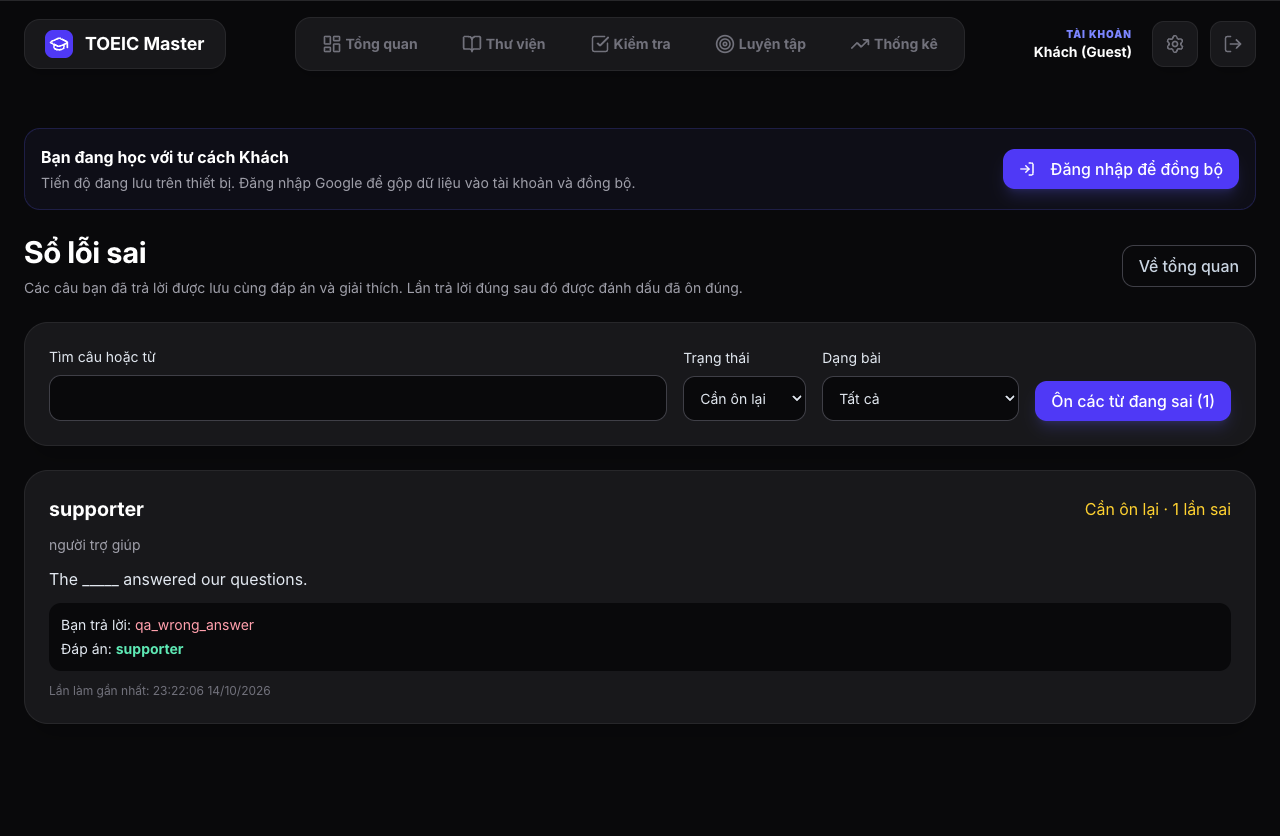 TOEIC Master
Tổng quan
Thư viện
Kiểm tra
Luyện tập
Thống kê
TÀI KHOẢN
Khách (Guest)
Bạn đang học với tư cách Khách
Tiến độ đang lưu trên thiết bị. Đăng nhập Google để gộp dữ liệu vào tài khoản và đồng bộ.
Đăng nhập để đồng bộ
Sổ lỗi sai
Các câu bạn đã trả lời được lưu cùng đáp án và giải thích. Lần trả lời đúng sau đó được đánh dấu đã ôn đúng.
Về tổng quan
Tìm câu hoặc từ
Trạng thái
Dạng bài
Cần ôn lại
Tất cả
Ôn các từ đang sai (1)
supporter
Cần ôn lại · 1 lần sai
người trợ giúp
The _____ answered our questions.
Bạn trả lời: qa_wrong_answer
Đáp án: supporter
Lần làm gần nhất: 23:22:06 14/10/2026